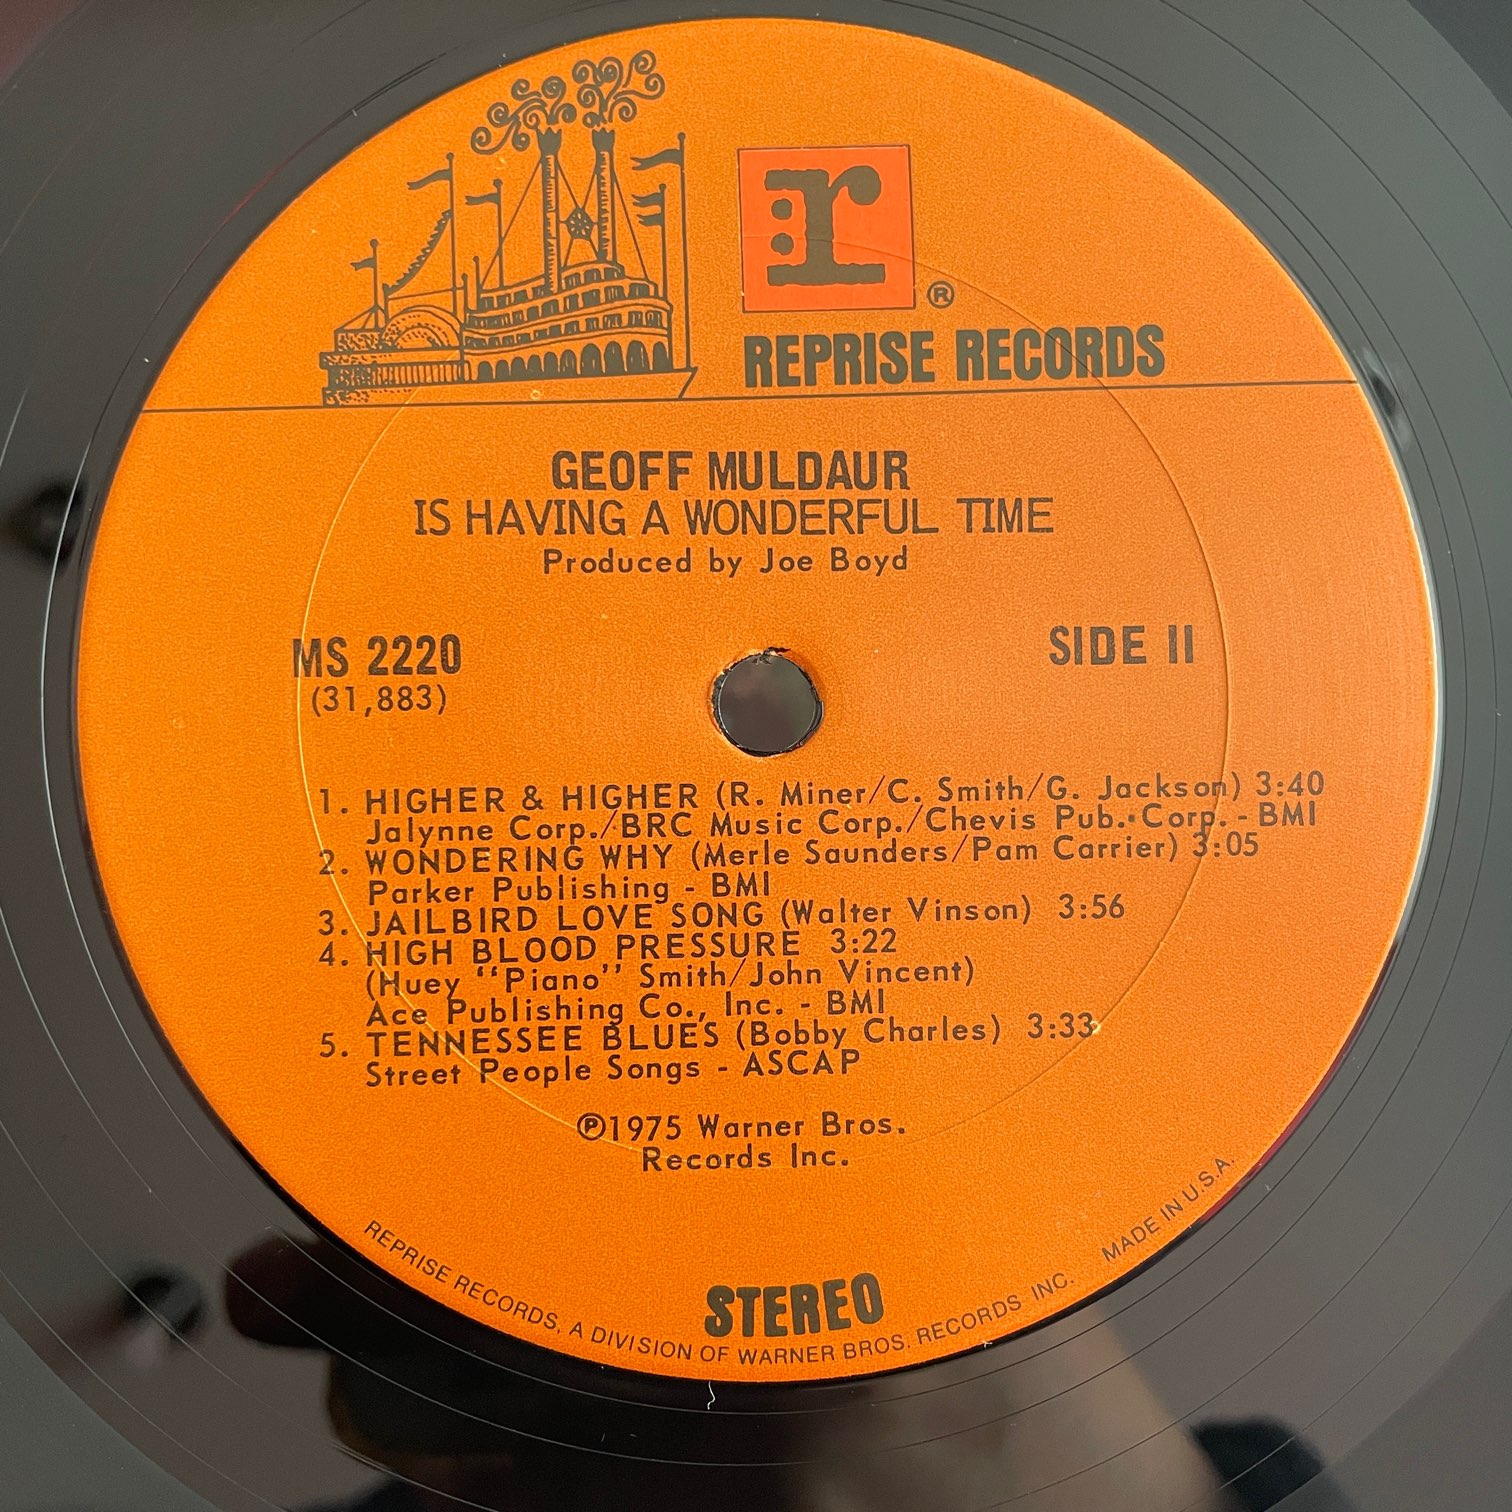 r
®
REPRISE RECORDS
GEOFF MULDAUR
IS HAVING A WONDERFUL TIME
Produced by Joe Boyd
MS 2220
(31,883)
SIDE II
1. HIGHER & HIGHER (R. Miner/C. Smith/G. Jackson) 3:40
Jalynne Corp./BRC Music Corp./Chevis Pub. Corp. - BMI
2. WONDERING WHY (Merle Saunders/Pam Carrier) 3:05
Parker Publishing - BMI
3. JAILBIRD LOVE SONG (Walter Vinson) 3:56
4. HIGH BLOOD PRESSURE 3:22
(Huey "Piano" Smith/John Vincent)
Ace Publishing Co., Inc. - BMI
5. TENNESSEE BLUES (Bobby Charles) 3:33
Street People Songs - ASCAP
℗1975 Warner Bros.
Records Inc.
STEREO
REPRISE RECORDS, A DIVISION OF WARNER BROS. RECORDS INC. MADE IN U.S.A.